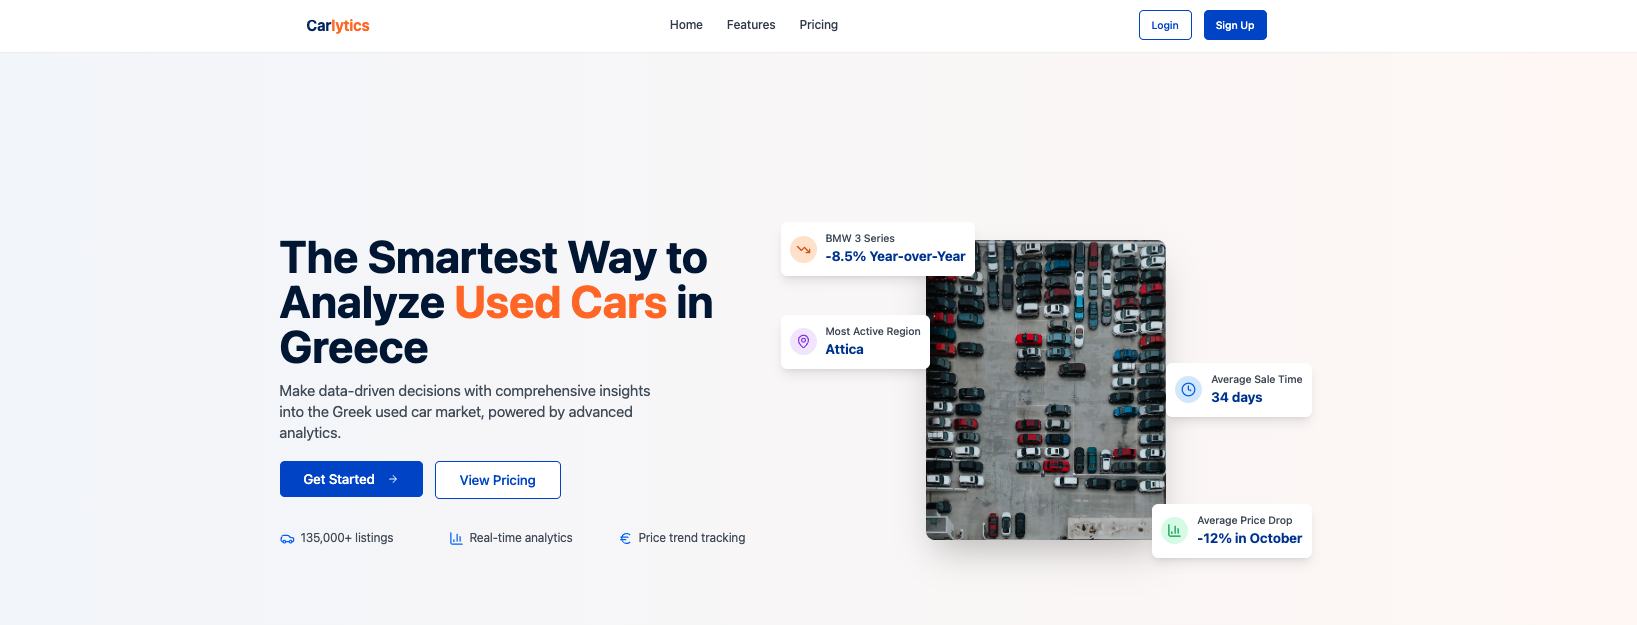 Carlytics
Home
Features
Pricing
Login
Sign Up
The Smartest Way to
Analyze Used Cars in
Greece
Make data-driven decisions with comprehensive insights
into the Greek used car market, powered by advanced
analytics.
Get Started
View Pricing
135,000+ listings
Real-time analytics
Price trend tracking
BMW 3 Series
-8.5% Year-over-Year
Most Active Region
Attica
Average Sale Time
34 days
Average Price Drop
-12% in October